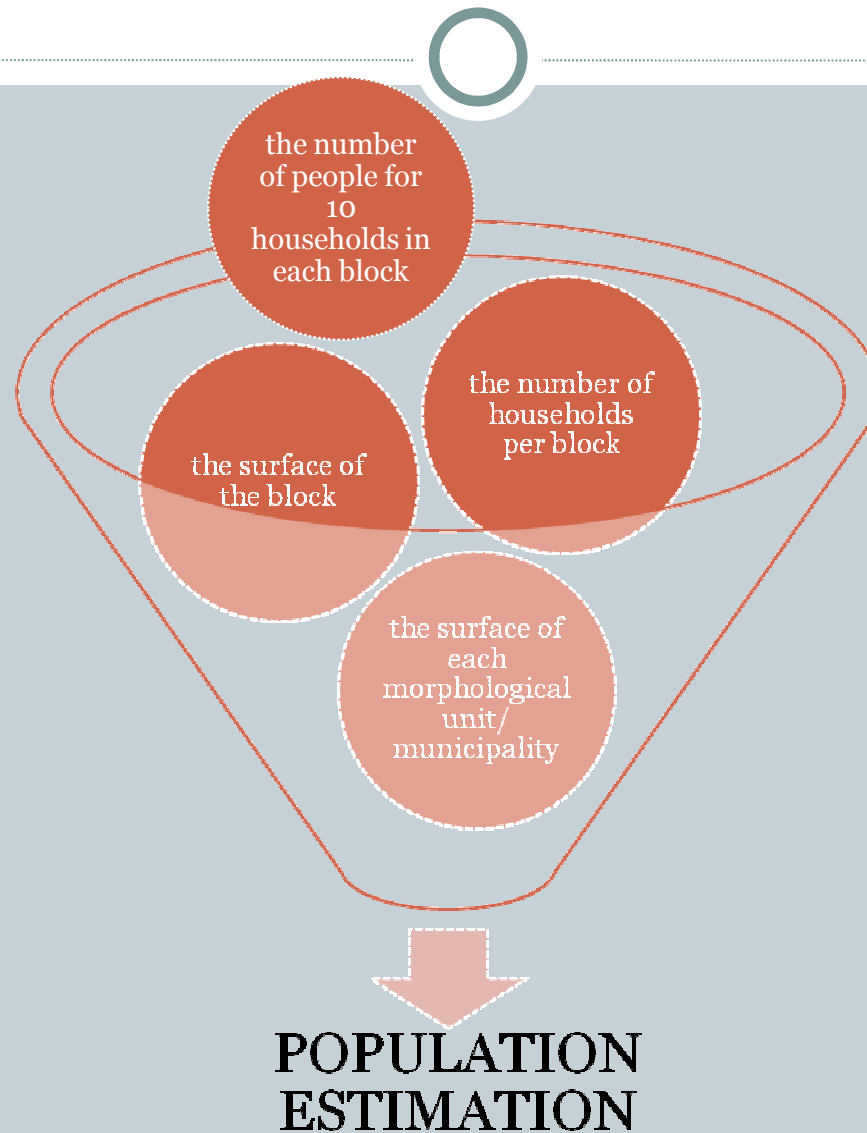 the number
of people for
10
households in
each block
the number of
households
per block
the surface of
the block
the surface of
each
morphological
unit/
municipality
POPULATION
ESTIMATION